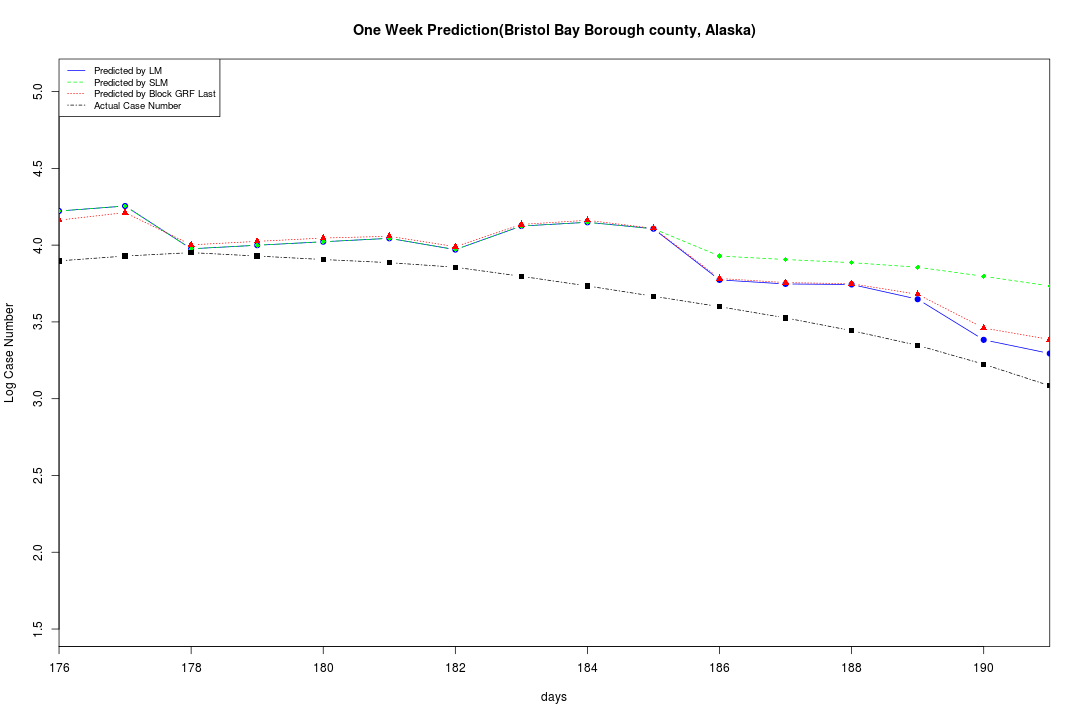 One Week Prediction(Bristol Bay Borough county, Alaska)
Predicted by LM
Predicted by SLM
Predicted by Block GRF Last
Actual Case Number
Log Case Number
5.0
4.5
4.0
3.5
3.0
2.5
2.0
1.5
176 178 180 182 184 186 188 190
days